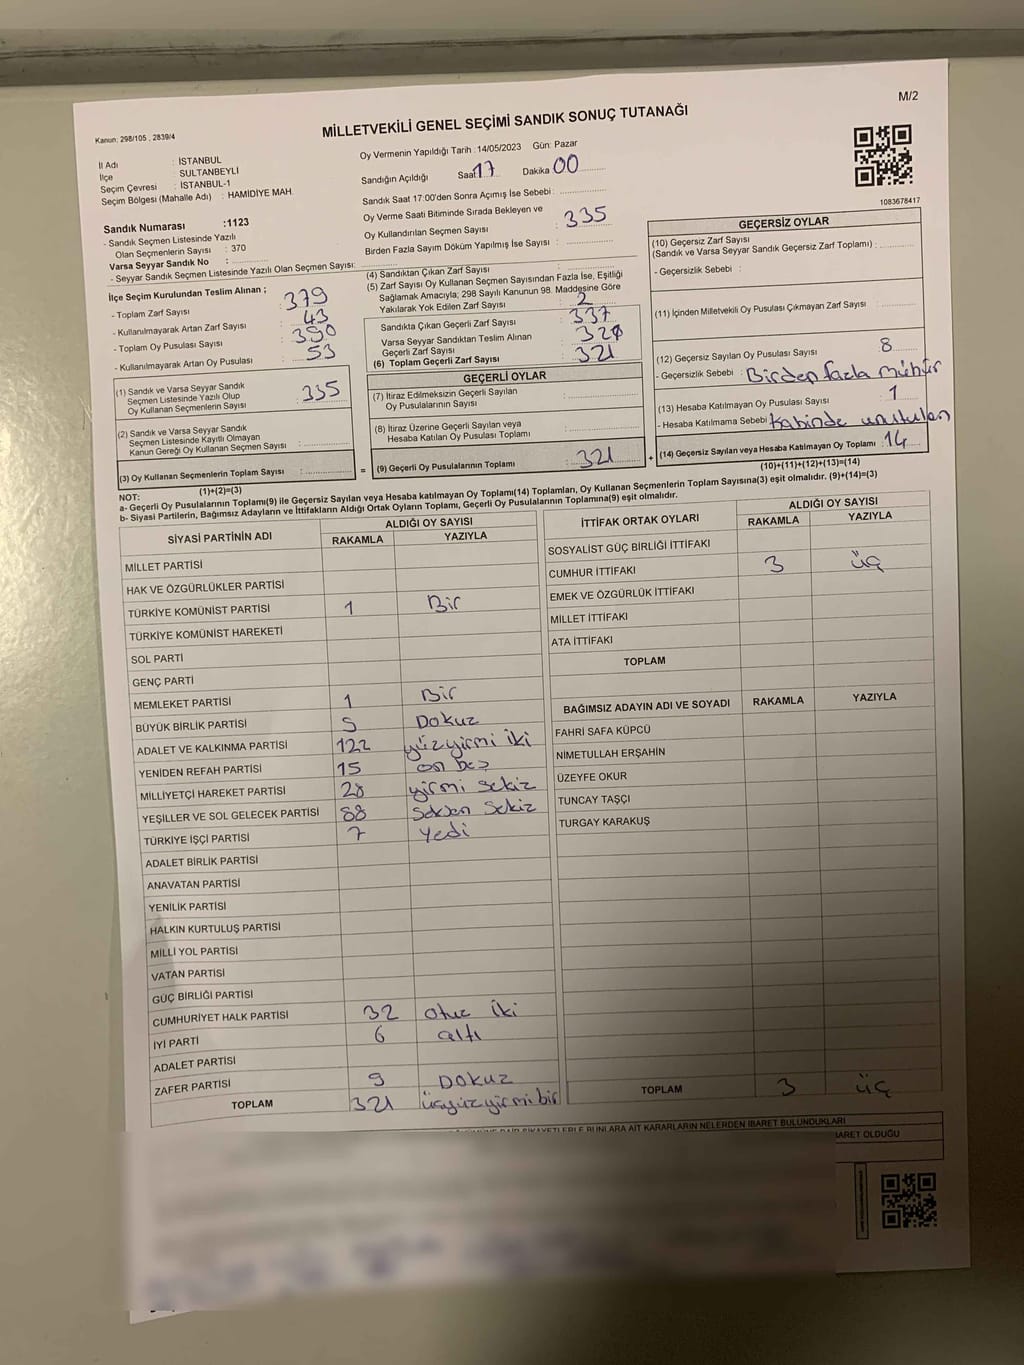 M/2
Kanun: 298/105 , 2839/4
MİLLETVEKİLİ GENEL SEÇİMİ SANDIK SONUÇ TUTANAĞI
İl Adı : İSTANBUL
İlçe : SULTANBEYLİ
Seçim Çevresi : İSTANBUL-1
Seçim Bölgesi (Mahalle Adı) : HAMİDİYE MAH.
Oy Vermenin Yapıldığı Tarih : 14/05/2023 Gün: Pazar
Sandığın Açıldığı Saat 17 Dakika 00
Sandık Saat 17:00'den Sonra Açımış İse Sebebi :
Oy Verme Saati Bitiminde Sırada Bekleyen ve
Oy Kullandırılan Seçmen Sayısı : 335
Birden Fazla Sayım Döküm Yapılmış İse Sayısı :
1083678417
Sandık Numarası :1123
- Sandık Seçmen Listesinde Yazılı
Olan Seçmenlerin Sayısı : 370
Varsa Seyyar Sandık No :
- Seyyar Sandık Seçmen Listesinde Yazılı Olan Seçmen Sayısı:
İlçe Seçim Kurulundan Teslim Alınan ;
- Toplam Zarf Sayısı : 379
- Kullanılmayarak Artan Zarf Sayısı : 43
- Toplam Oy Pusulası Sayısı : 390
- Kullanılmayarak Artan Oy Pusulası : 53
(1) Sandık ve Varsa Seyyar Sandık
Seçmen Listesinde Yazılı Olup
Oy Kullanan Seçmenlerin Sayısı : 335
(2) Sandık ve Varsa Seyyar Sandık
Seçmen Listesinde Kayıtlı Olmayan
Kanun Gereği Oy Kullanan Seçmen Sayısı :
(3) Oy Kullanan Seçmenlerin Toplam Sayısı :
(1)+(2)=(3)
(4) Sandıktan Çıkan Zarf Sayısı :
(5) Zarf Sayısı Oy Kullanan Seçmen Sayısından Fazla İse, Eşitliği
Sağlamak Amacıyla; 298 Sayılı Kanunun 98. Maddesine Göre
Yakılarak Yok Edilen Zarf Sayısı : 2
Sandıkta Çıkan Geçerli Zarf Sayısı : 337
Varsa Seyyar Sandıktan Teslim Alınan
Geçerli Zarf Sayısı
(6) Toplam Geçerli Zarf Sayısı : 321
GEÇERLİ OYLAR
(7) İtiraz Edilmeksizin Geçerli Sayılan
Oy Pusulalarının Sayısı :
(8) İtiraz Üzerine Geçerli Sayılan veya
Hesaba Katılan Oy Pusulası Toplamı :
= (9) Geçerli Oy Pusulalarının Toplamı : 321 +
GEÇERSİZ OYLAR
(10) Geçersiz Zarf Sayısı
(Sandık ve Varsa Seyyar Sandık Geçersiz Zarf Toplamı) :
- Geçersizlik Sebebi :
(11) İçinden Milletvekili Oy Pusulası Çıkmayan Zarf Sayısı :
(12) Geçersiz Sayılan Oy Pusulası Sayısı : 8
- Geçersizlik Sebebi : Birden fazla mühür
(13) Hesaba Katılmayan Oy Pusulası Sayısı : 1
- Hesaba Katılmama Sebebi : Kabinde unutulan
(14) Geçersiz Sayılan veya Hesaba Katılmayan Oy Toplamı : 14
(10)+(11)+(12)+(13)=(14)
NOT:
a- Geçerli Oy Pusulalarının Toplamı(9) ile Geçersiz Sayılan veya Hesaba katılmayan Oy Toplamı(14) Toplamları, Oy Kullanan Seçmenlerin Toplam Sayısına(3) eşit olmalıdır. (9)+(14)=(3)
b- Siyasi Partilerin, Bağımsız Adayların ve İttifakların Aldığı Ortak Oyların Toplamı, Geçerli Oy Pusulalarının Toplamına(9) eşit olmalıdır.
SİYASİ PARTİNİN ADI ALDIĞI OY SAYISI
RAKAMLA YAZIYLA
MİLLET PARTİSİ
HAK VE ÖZGÜRLÜKLER PARTİSİ
TÜRKİYE KOMÜNİST PARTİSİ 1 Bir
TÜRKİYE KOMÜNİST HAREKETİ
SOL PARTİ
GENÇ PARTİ
MEMLEKET PARTİSİ 1 Bir
BÜYÜK BİRLİK PARTİSİ 9 Dokuz
ADALET VE KALKINMA PARTİSİ 122 yüz yirmi iki
YENİDEN REFAH PARTİSİ 15 on beş
MİLLİYETÇİ HAREKET PARTİSİ 28 yirmi sekiz
YEŞİLLER VE SOL GELECEK PARTİSİ 88 Seksen Sekiz
TÜRKİYE İŞÇİ PARTİSİ 7 Yedi
ADALET BİRLİK PARTİSİ
ANAVATAN PARTİSİ
YENİLİK PARTİSİ
HALKIN KURTULUŞ PARTİSİ
MİLLİ YOL PARTİSİ
VATAN PARTİSİ
GÜÇ BİRLİĞİ PARTİSİ
CUMHURİYET HALK PARTİSİ 32 otuz iki
İYİ PARTİ 6 altı
ADALET PARTİSİ
ZAFER PARTİSİ 9 Dokuz
TOPLAM 321 üçyüzyirmi bir
İTTİFAK ORTAK OYLARI ALDIĞI OY SAYISI
RAKAMLA YAZIYLA
SOSYALİST GÜÇ BİRLİĞİ İTTİFAKI
CUMHUR İTTİFAKI 3 üç
EMEK VE ÖZGÜRLÜK İTTİFAKI
MİLLET İTTİFAKI
ATA İTTİFAKI
TOPLAM
BAĞIMSIZ ADAYIN ADI VE SOYADI RAKAMLA YAZIYLA
FAHRİ SAFA KÜPCÜ
NİMETULLAH ERŞAHİN
ÜZEYFE OKUR
TUNCAY TAŞÇI
TURGAY KARAKUŞ
TOPLAM 3 üç
ŞİKAYETLERLE BUNLARA AİT KARARLARIN NELERDEN İBARET BULUNDUKLARI
İBARET OLDUĞU